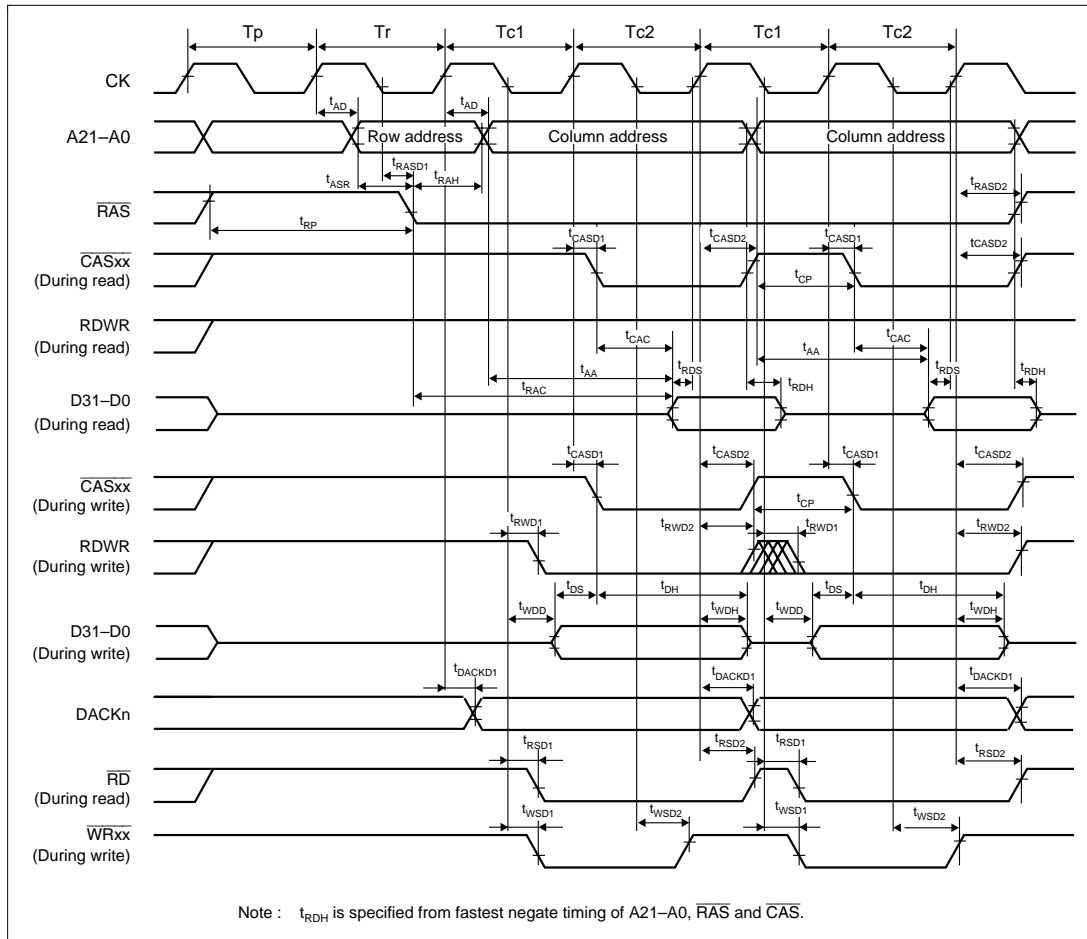 Tp Tr Tc1 Tc2 Tc1 Tc2
CK
tAD tAD
A21–A0 Row address Column address Column address
tRASD1
tASR tRAH tRASD2
RAS
tRP
tCASD1 tCASD2 tCASD1 tCASD2
CASxx
(During read)
tCP
RDWR
(During read)
tCAC tCAC
tAA tRDS tAA tRDS tRDH
tRAC tRDH
D31–D0
(During read)
tCASD1 tCASD2 tCASD1 tCASD2
CASxx
(During write)
tCP
tRWD1 tRWD2 tRWD1 tRWD2
RDWR
(During write)
tDS tDH tDS tDH
tWDD tWDH tWDD tWDH
D31–D0
(During write)
tDACKD1 tDACKD1 tDACKD1
DACKn
tRSD1 tRSD2 tRSD1 tRSD2
RD
(During read)
tWSD1 tWSD2 tWSD1 tWSD2
WRxx
(During write)
Note : tRDH is specified from fastest negate timing of A21–A0, RAS and CAS.